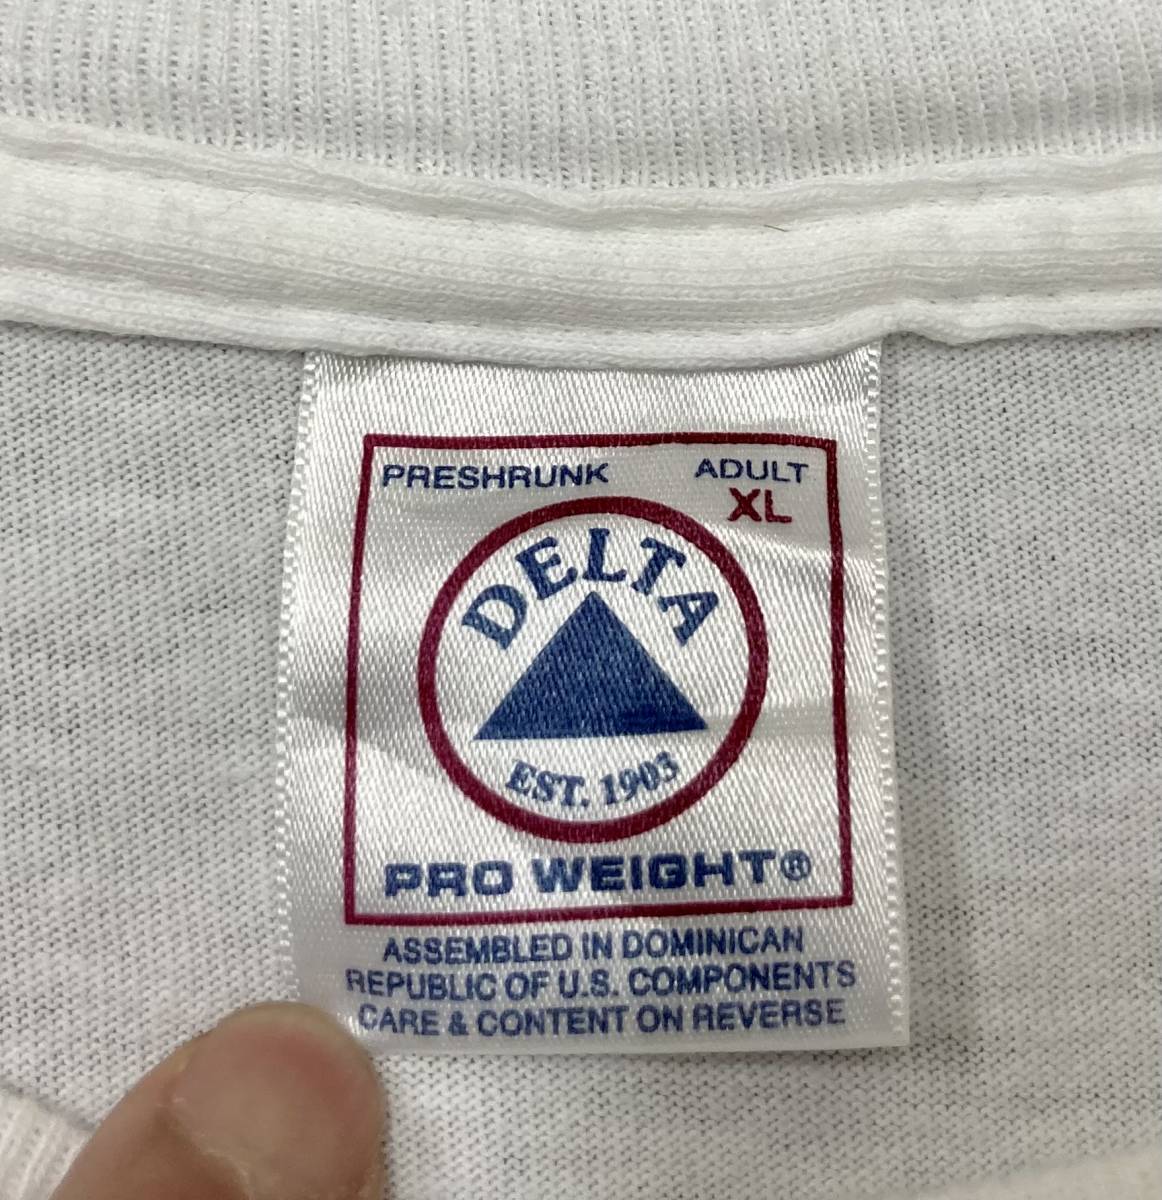 PRESHRUNK
ADULT
XL
DELTA
EST. 1903
PRO WEIGHT®
ASSEMBLED IN DOMINICAN
REPUBLIC OF U.S. COMPONENTS
CARE & CONTENT ON REVERSE